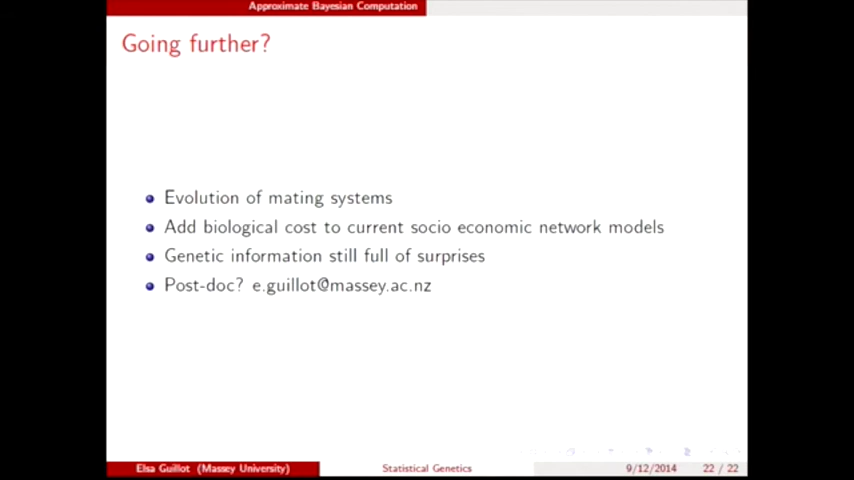 Approximate Bayesian Computation
Going further?
Evolution of mating systems
Add biological cost to current socio economic network models
Genetic information still full of surprises
Post-doc? e.guillot@massey.ac.nz
Elsa Guillot (Massey University) Statistical Genetics 9/12/2014 22 / 22